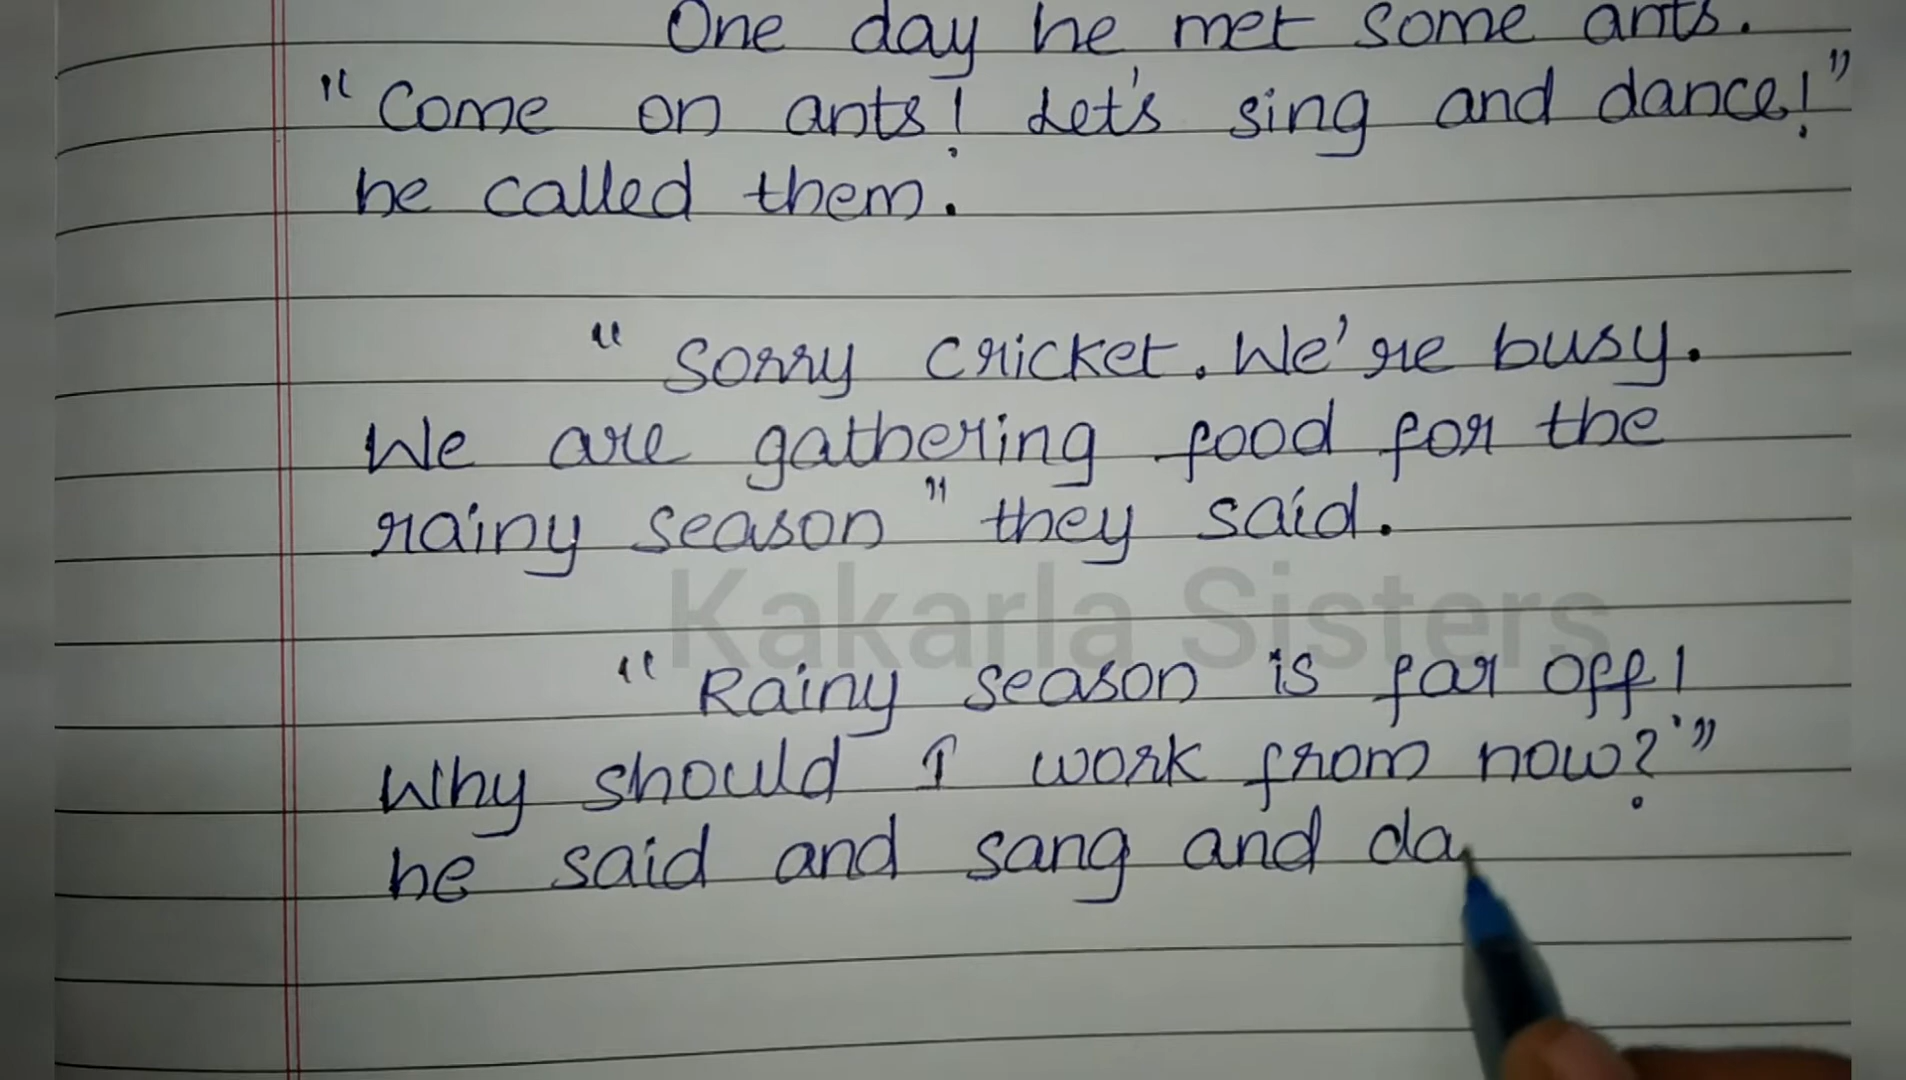 One day he met some ants.
"Come on ants! Let's sing and dance!"
he called them.
"Sorry cricket. We're busy.
We are gathering food for the
rainy season" they said.
Kakarla Sisters
"Rainy season is far off!
Why should I work from now?"
he said and sang and da